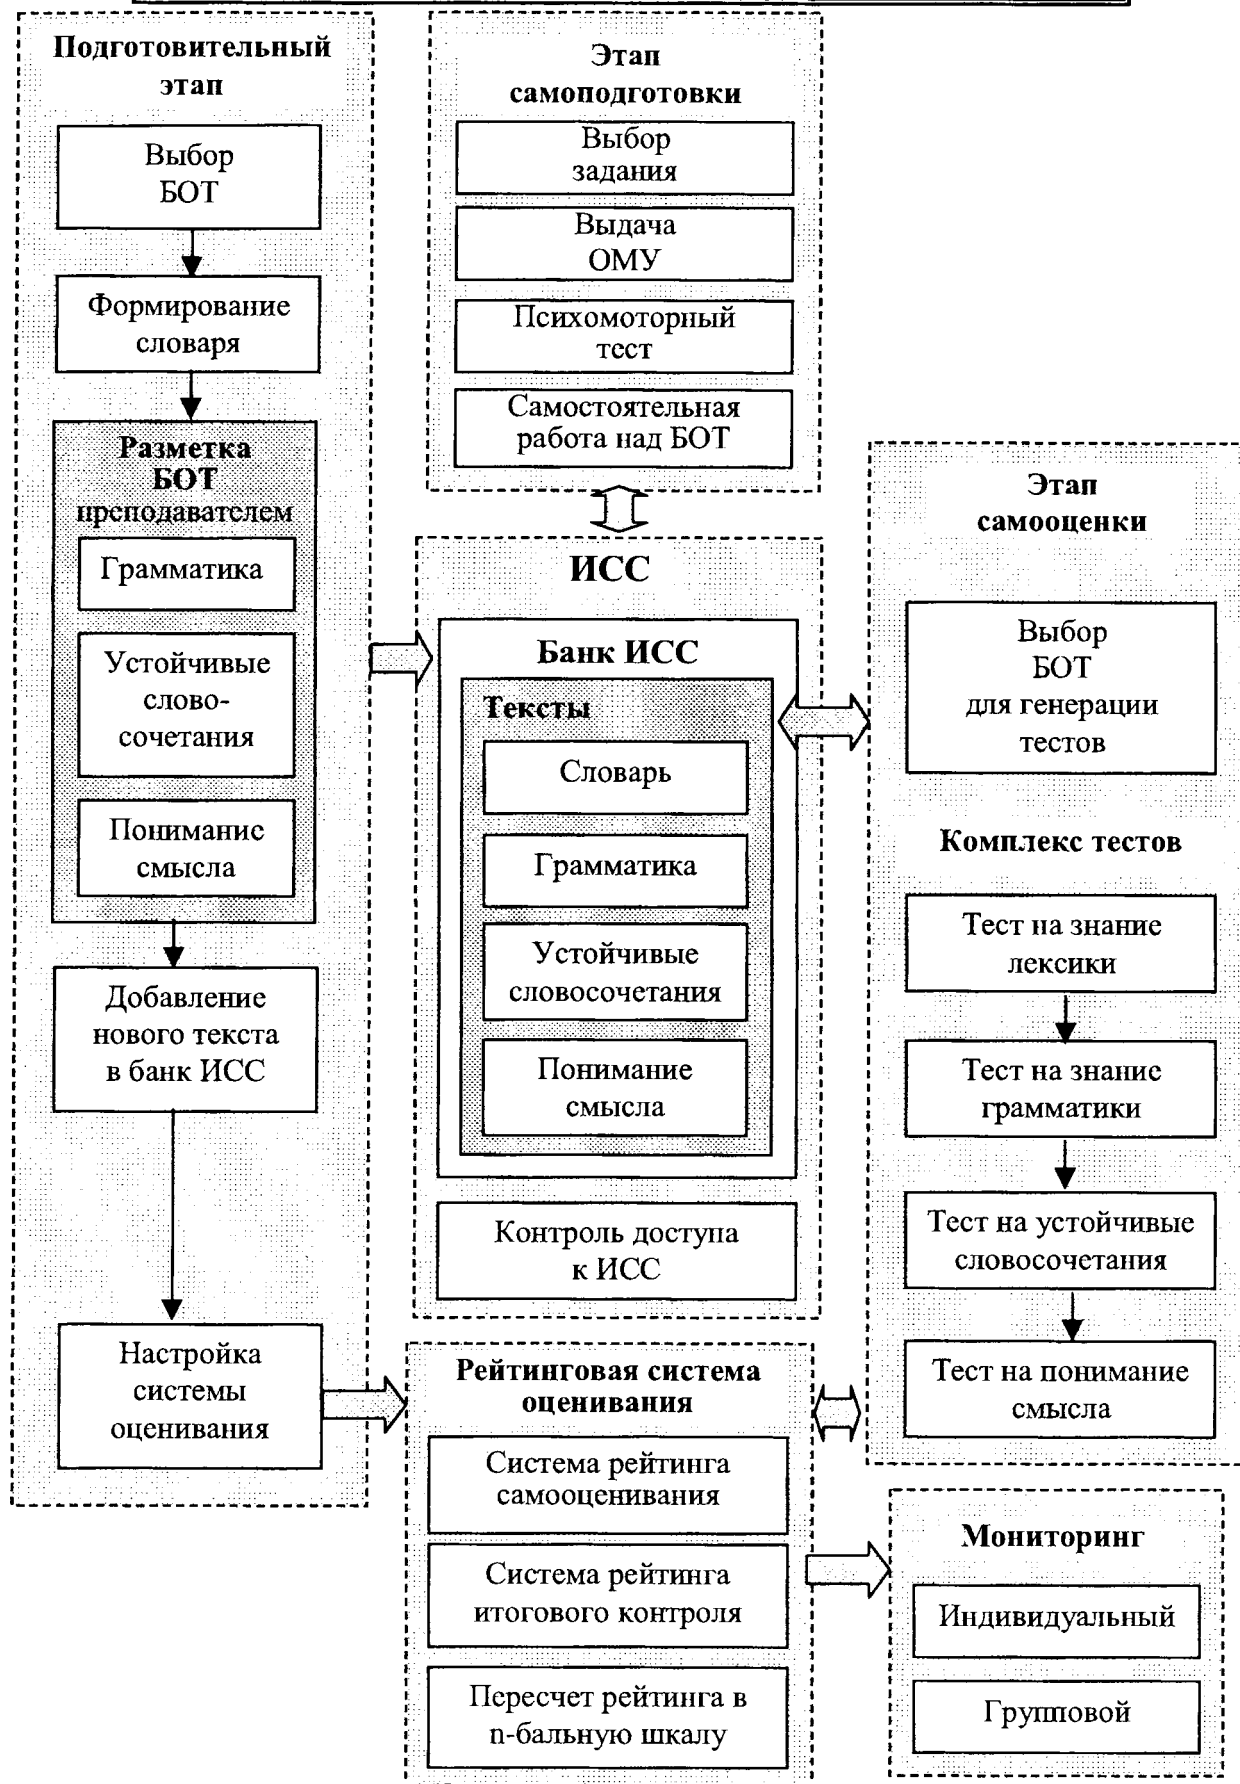 Подготовительный
этап
Выбор
БОТ
Формирование
словаря
Разметка
БОТ
преподавателем
Грамматика
Устойчивые
слово-
сочетания
Понимание
смысла
Добавление
нового текста
в банк ИСС
Настройка
системы
оценивания
Этап
самоподготовки
Выбор
задания
Выдача
ОМУ
Психомоторный
тест
Самостоятельная
работа над БОТ
ИСС
Банк ИСС
Тексты
Словарь
Грамматика
Устойчивые
словосочетания
Понимание
смысла
Контроль доступа
к ИСС
Рейтинговая система
оценивания
Система рейтинга
самооценивания
Система рейтинга
итогового контроля
Пересчет рейтинга в
n-бальную шкалу
Этап
самооценки
Выбор
БОТ
для генерации
тестов
Комплекс тестов
Тест на знание
лексики
Тест на знание
грамматики
Тест на устойчивые
словосочетания
Тест на понимание
смысла
Мониторинг
Индивидуальный
Групповой